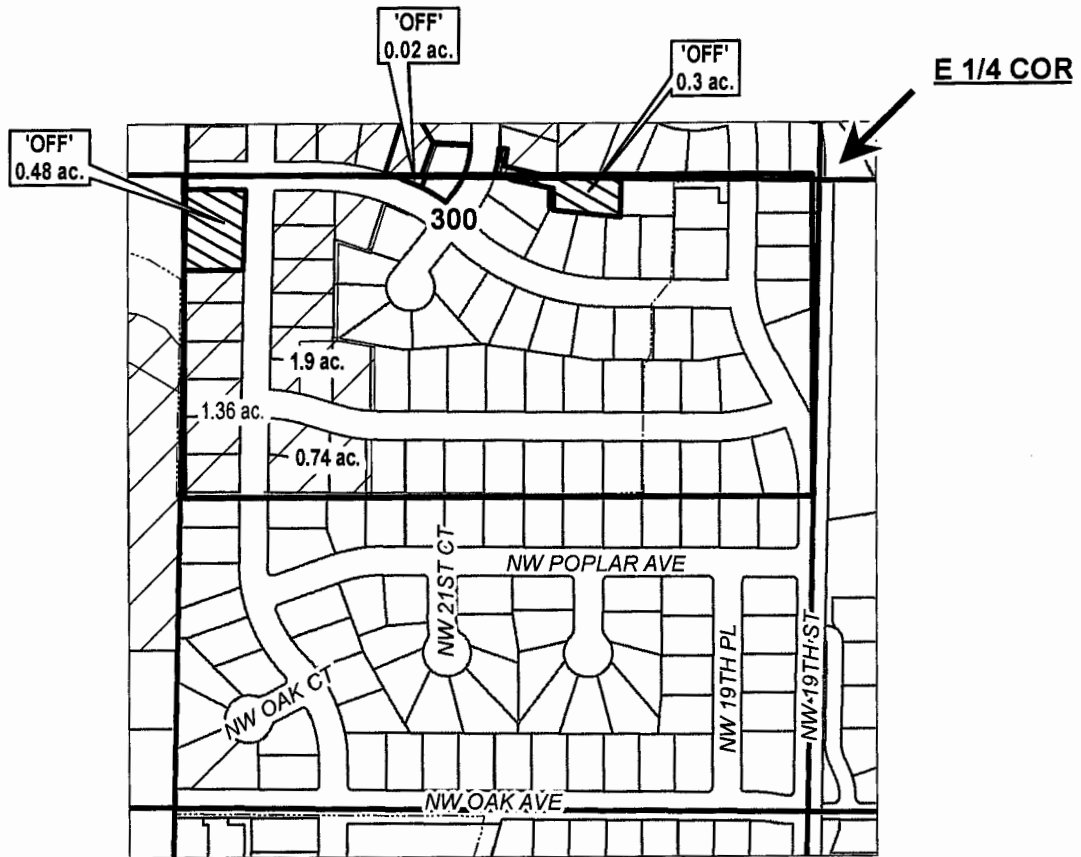 'OFF'
0.02 ac.
'OFF'
0.3 ac.
E 1/4 COR
'OFF'
0.48 ac.
300
1.9 ac.
1.36 ac.
0.74 ac.
NW 21ST CT
NW POPLAR AVE
NW 19TH PL
NW 19TH ST
NW OAK CT
NW OAK AVE